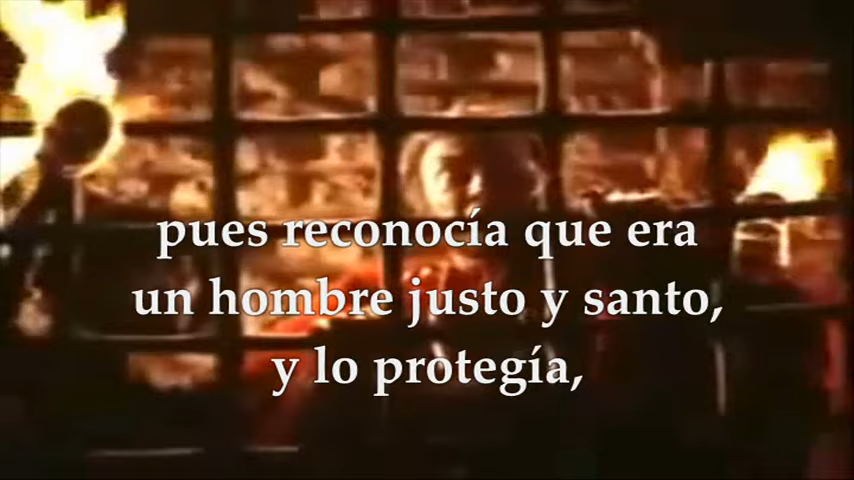 pues reconocía que era
un hombre justo y santo,
y lo protegía,